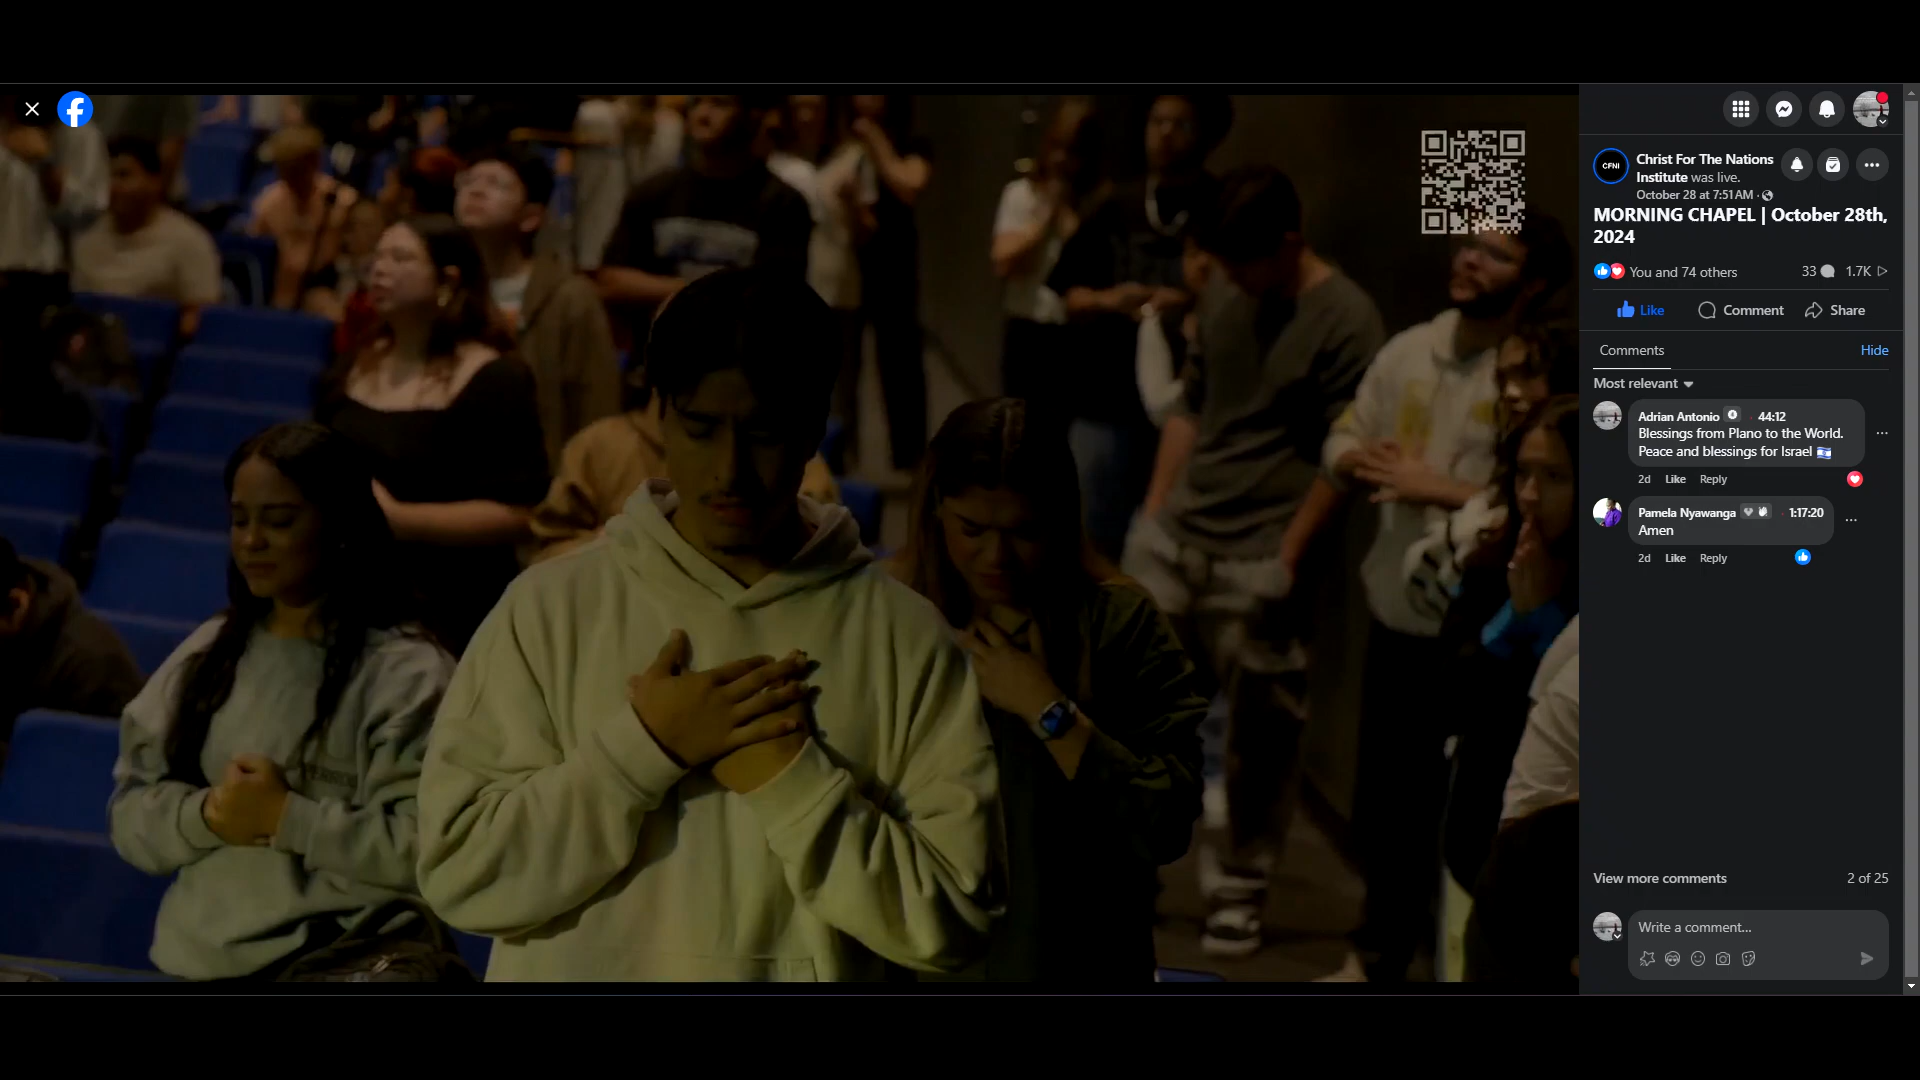 Christ For The Nations
Institute was live.
October 28 at 7:51 AM ·
MORNING CHAPEL | October 28th,
2024
You and 74 others
33
1.7K
Like
Comment
Share
Comments
Hide
Most relevant
Adrian Antonio · 44:12
Blessings from Plano to the World.
Peace and blessings for Israel 🇮🇱
2d Like Reply
Pamela Nyawanga · 1:17:20
Amen
2d Like Reply
View more comments
2 of 25
Write a comment...
CFNI